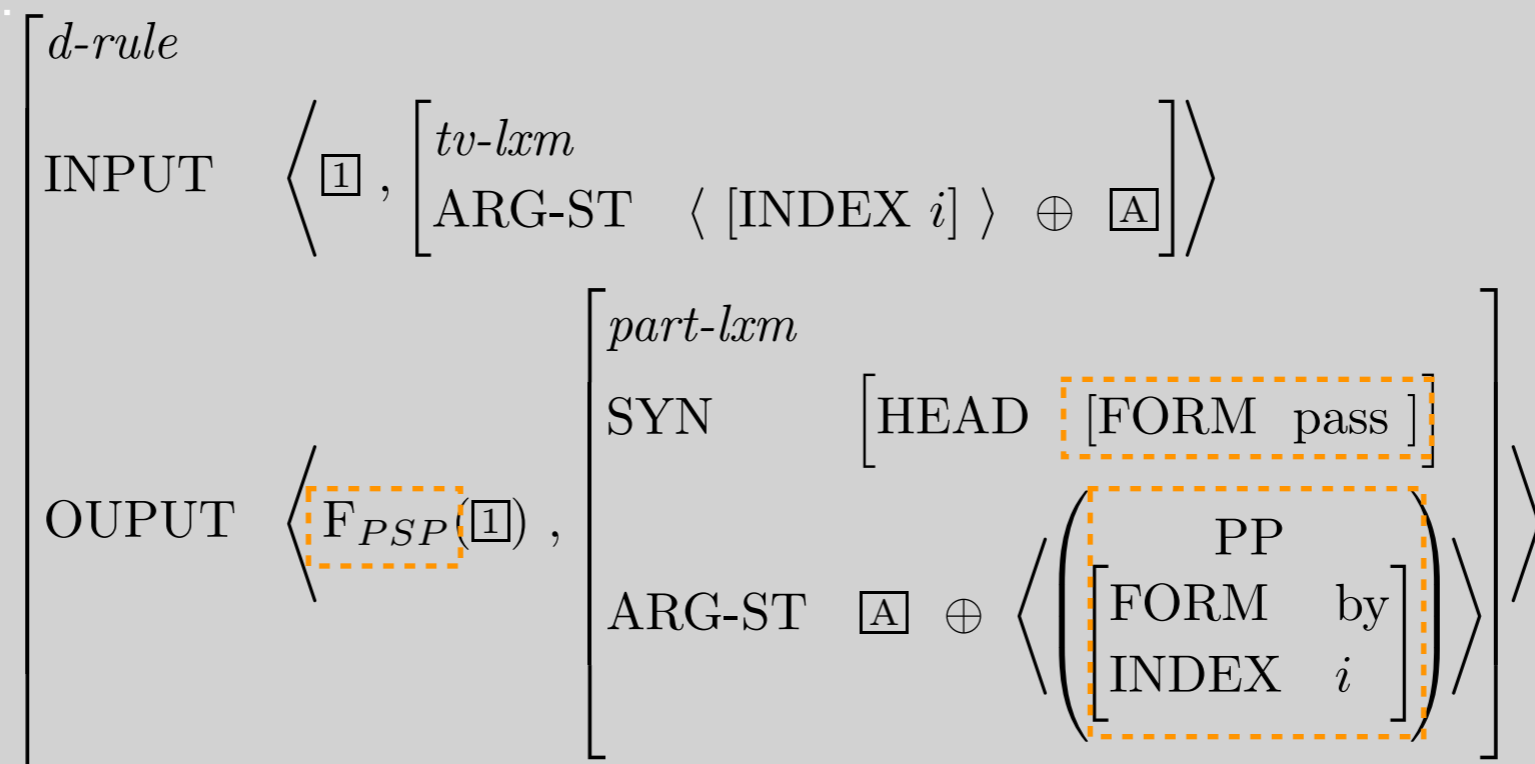 d-rule
INPUT ⟨ 1 , [ tv-lxm
ARG-ST ⟨ [INDEX i] ⟩ ⊕ A ] ⟩
part-lxm
SYN [HEAD [FORM pass ]]
OUPUT ⟨ F_PSP(1) ,
PP
ARG-ST A ⊕ ⟨ ( [FORM by
INDEX i] ) ⟩ ⟩